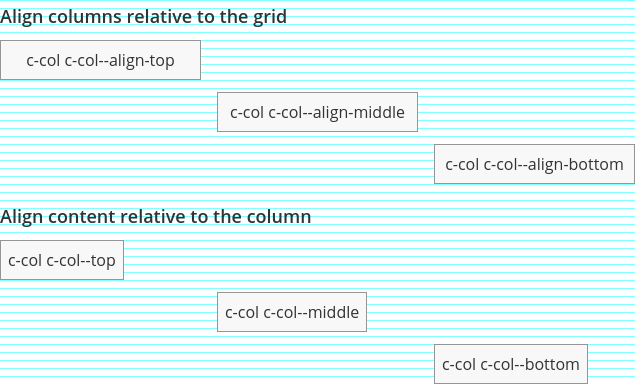 Align columns relative to the grid
c-col c-col--align-top
c-col c-col--align-middle
c-col c-col--align-bottom
Align content relative to the column
c-col c-col--top
c-col c-col--middle
c-col c-col--bottom